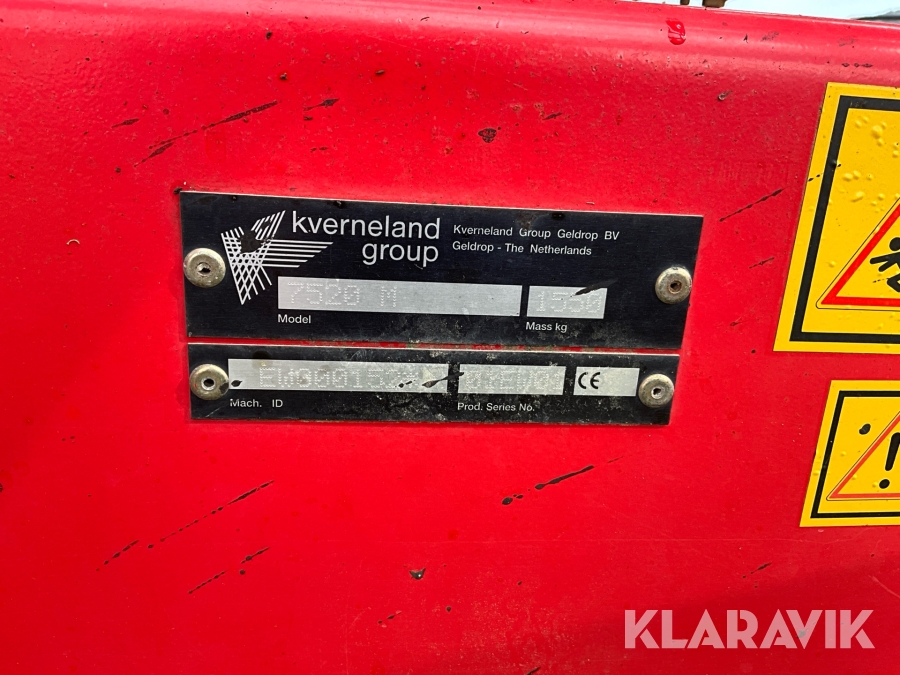 kverneland
group
Kverneland Group Geldrop BV
Geldrop - The Netherlands
7520 M
Model
Mass kg
Mach. ID
Prod. Series No.
CE
KLARAVIK